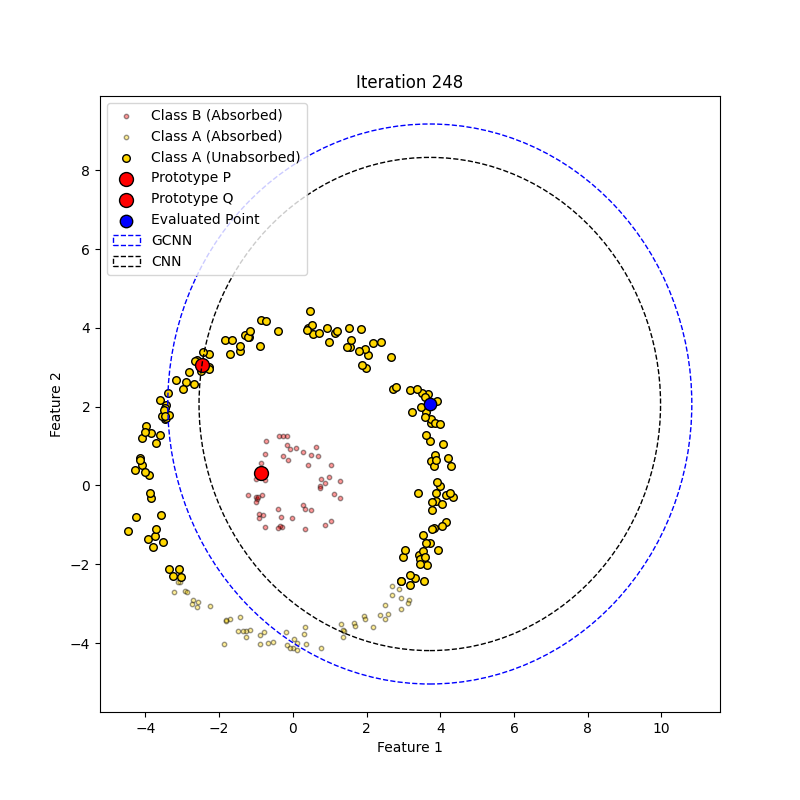 Iteration 248
Class B (Absorbed)
Class A (Absorbed)
Class A (Unabsorbed)
Prototype P
Prototype Q
Evaluated Point
GCNN
CNN
Feature 2
8
6
4
2
0
−2
−4
−4
−2
0
2
4
6
8
10
Feature 1